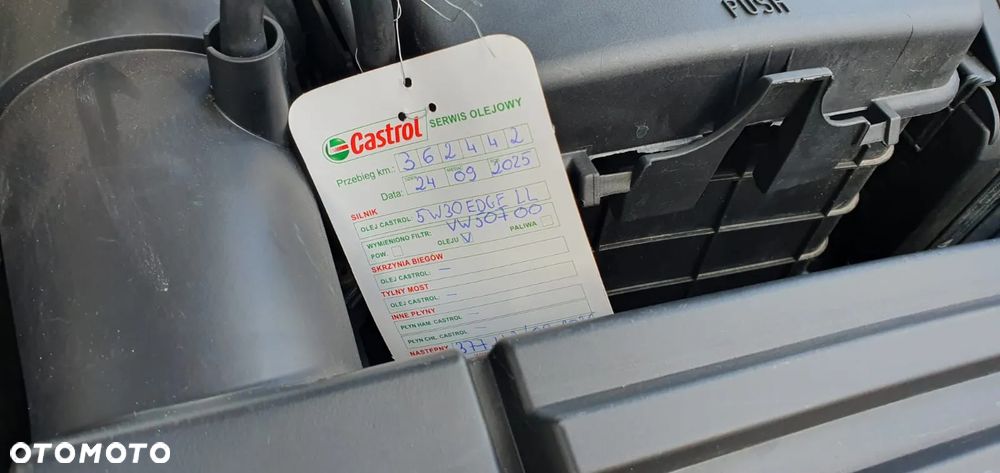 PUSH
Castrol SERWIS OLEJOWY
Przebieg km.: 362442
Data: 24 09 2025
SILNIK
OLEJ CASTROL: 5W30 EDGE LL
VW50700
WYMIENIONO FILTR:
POW. OLEJU V PALIWA
SKRZYNIA BIEGÓW
OLEJ CASTROL: –
TYLNY MOST
OLEJ CASTROL: –
INNE PŁYNY
PŁYN HAM. CASTROL –
PŁYN CHŁ. CASTROL
NASTĘPNY
OTOMOTO